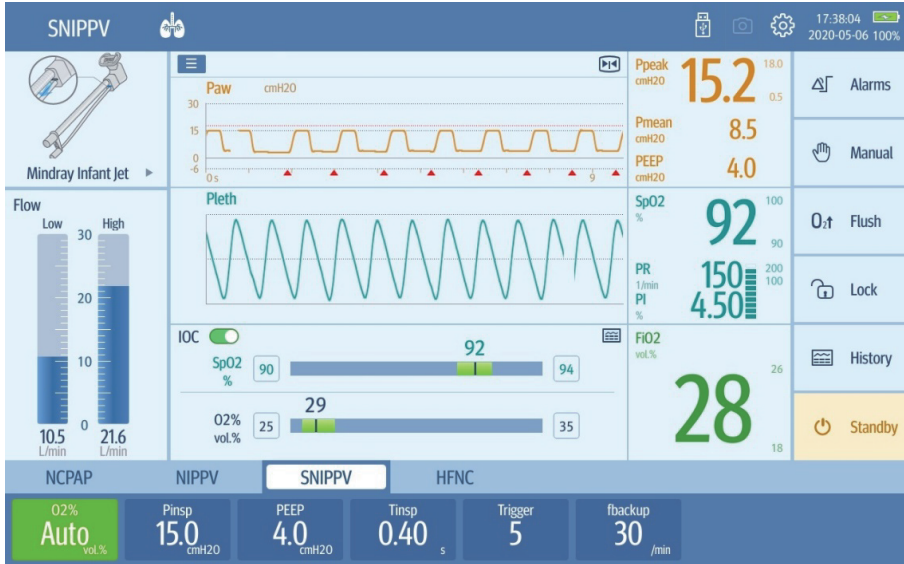 SNIPPV
17:38:04
2020-05-06 100%
Mindray Infant Jet
Paw cmH2O
30
15
0
-6
0 s 9
Ppeak
cmH20
15.2
18.0
0.5
Pmean
cmH20
8.5
PEEP
cmH20
4.0
Alarms
Manual
O2↑ Flush
Lock
History
Standby
Flow
Low High
30
20
10
0
10.5 21.6
L/min L/min
Pleth
SpO2
%
92
100
90
PR
1/min
150
200
100
PI
%
4.50
IOC
SpO2
%
90
92
94
O2%
vol.%
25
29
35
FiO2
vol.%
28
26
18
NCPAP NIPPV SNIPPV HFNC
O2%
Auto
vol.%
Pinsp
15.0
cmH2O
PEEP
4.0
cmH2O
Tinsp
0.40
s
Trigger
5
fbackup
30
/min